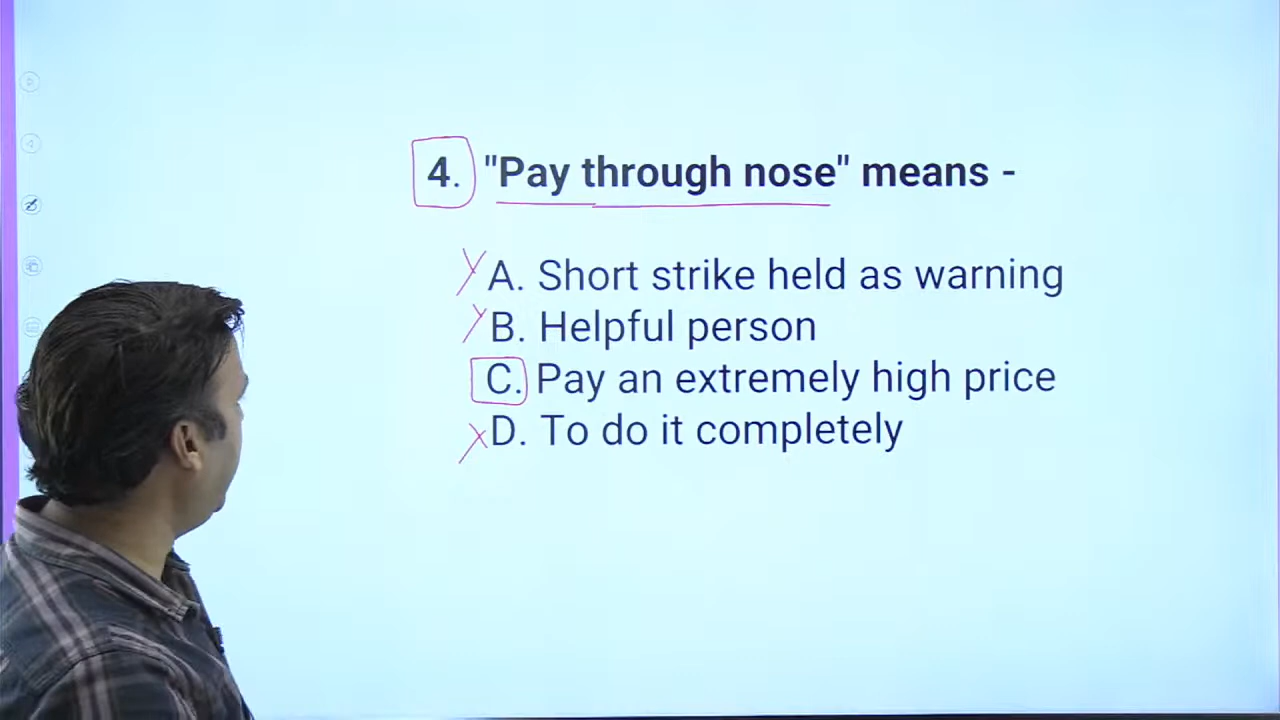 4. "Pay through nose" means -
A. Short strike held as warning
B. Helpful person
C. Pay an extremely high price
D. To do it completely